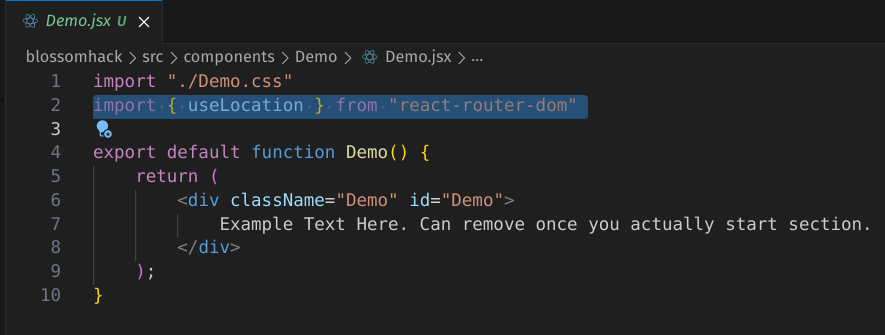 Demo.jsx U
blossomhack > src > components > Demo > Demo.jsx > ...
1 import "./Demo.css"
2 import { useLocation } from "react-router-dom"
3
4 export default function Demo() {
5     return (
6         <div className="Demo" id="Demo">
7             Example Text Here. Can remove once you actually start section.
8         </div>
9     );
10 }